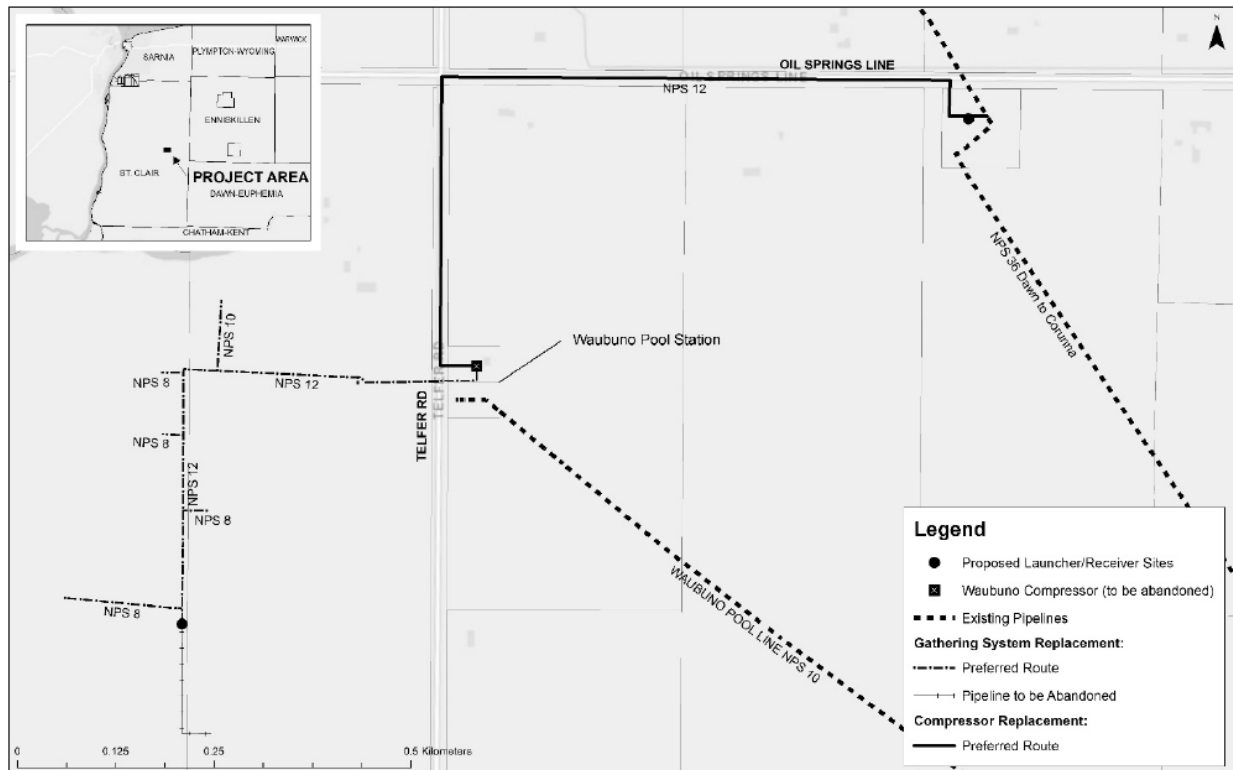 WARWICK
SARNIA
PLYMPTON-WYOMING
ENNISKILLEN
ST. CLAIR
PROJECT AREA
DAWN-EUPHEMIA
CHATHAM-KENT
N
OIL SPRINGS LINE
OIL SPRINGS LINE
NPS 12
NPS 36 Dawn to Corunna
Waubuno Pool Station
TELFER RD
TELFER RD
NPS 10
NPS 8
NPS 12
NPS 8
NPS 12
NPS 8
NPS 8
WAUBUNO POOL LINE NPS 10
0 0.125 0.25 0.5 Kilometers
Legend
Proposed Launcher/Receiver Sites
Waubuno Compressor (to be abandoned)
Existing Pipelines
Gathering System Replacement:
Preferred Route
Pipeline to be Abandoned
Compressor Replacement:
Preferred Route